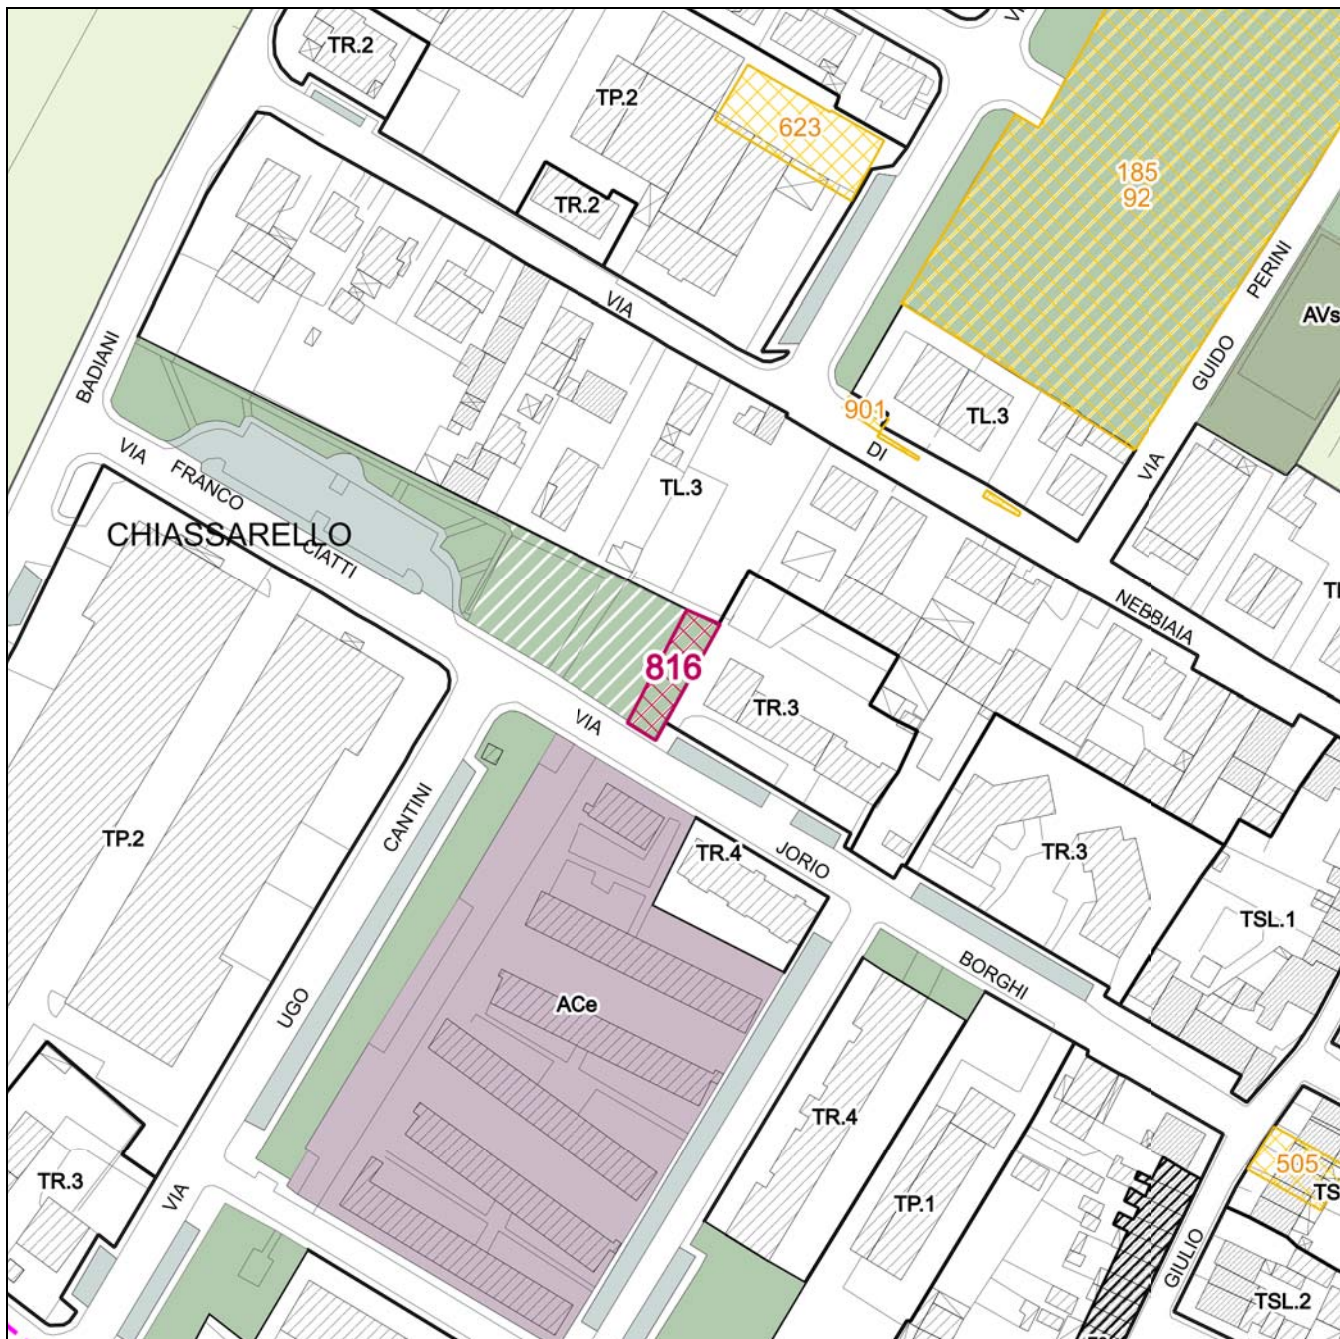 TR.2
TP.2
623
TR.2
185
92
VIA
PERINI
GUIDO
AVs
BADIANI
901
TL.3
DI
VIA
VIA
FRANCO
CIATTI
CHIASSARELLO
TL.3
NEBBIAIA
816
TR.3
VIA
CANTINI
TP.2
JORIO
TR.4
TR.3
TSL.1
BORGHI
UGO
ACe
TR.4
TR.3
VIA
TP.1
505
TS
GIULIO
TSL.2